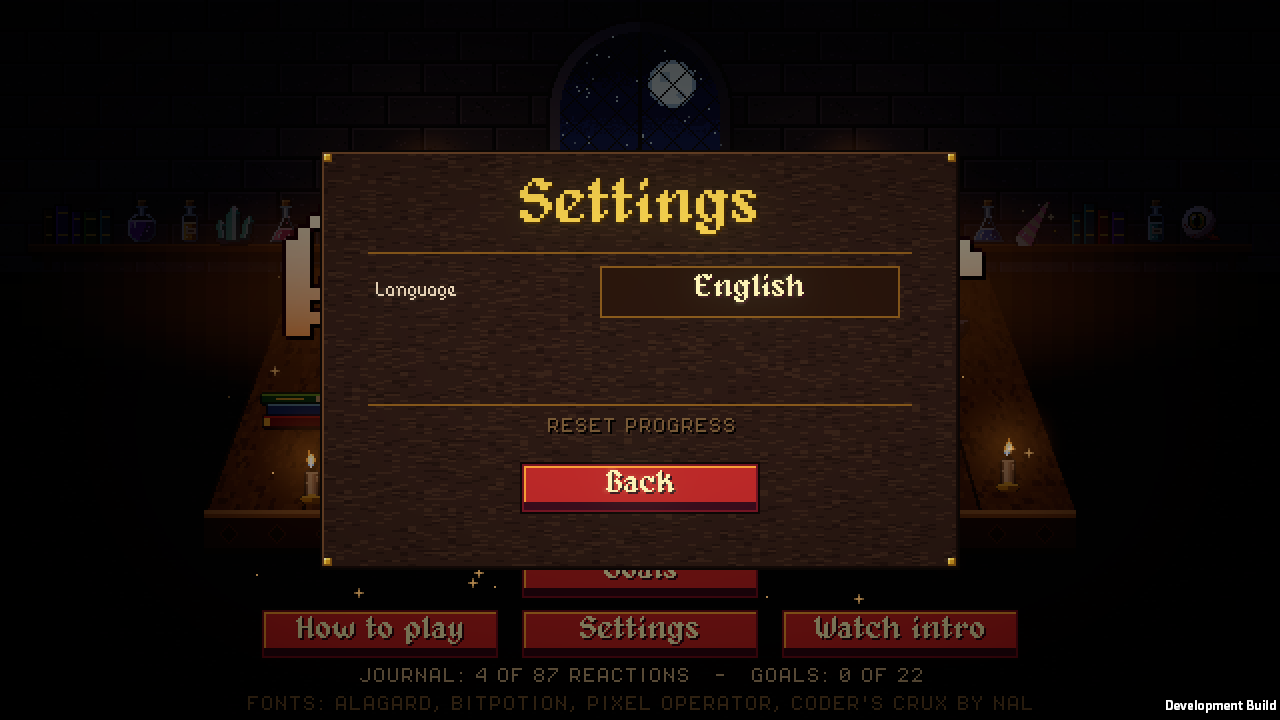 Settings
Language
English
RESET PROGRESS
Back
Goals
How to play
Settings
Watch intro
JOURNAL: 4 OF 87 REACTIONS - GOALS: 0 OF 22
FONTS: ALAGARD, BITPOTION, PIXEL OPERATOR, CODER'S CRUX BY NAL
Development Build